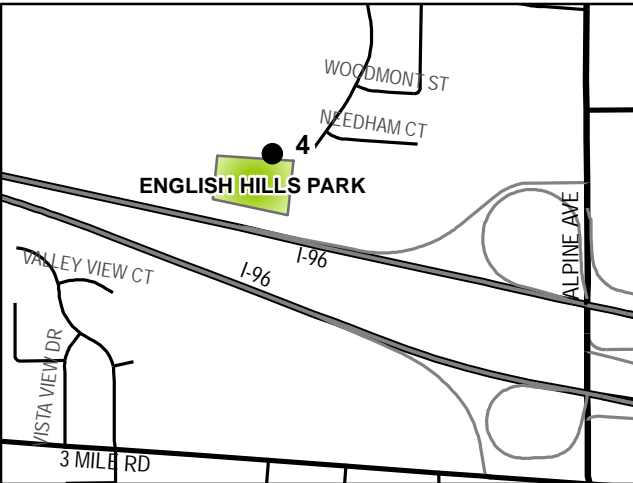 WOODMONT ST
NEEDHAM CT
4
ENGLISH HILLS PARK
ALPINE AVE
I-96
I-96
VALLEY VIEW CT
VISTA VIEW DR
3 MILE RD